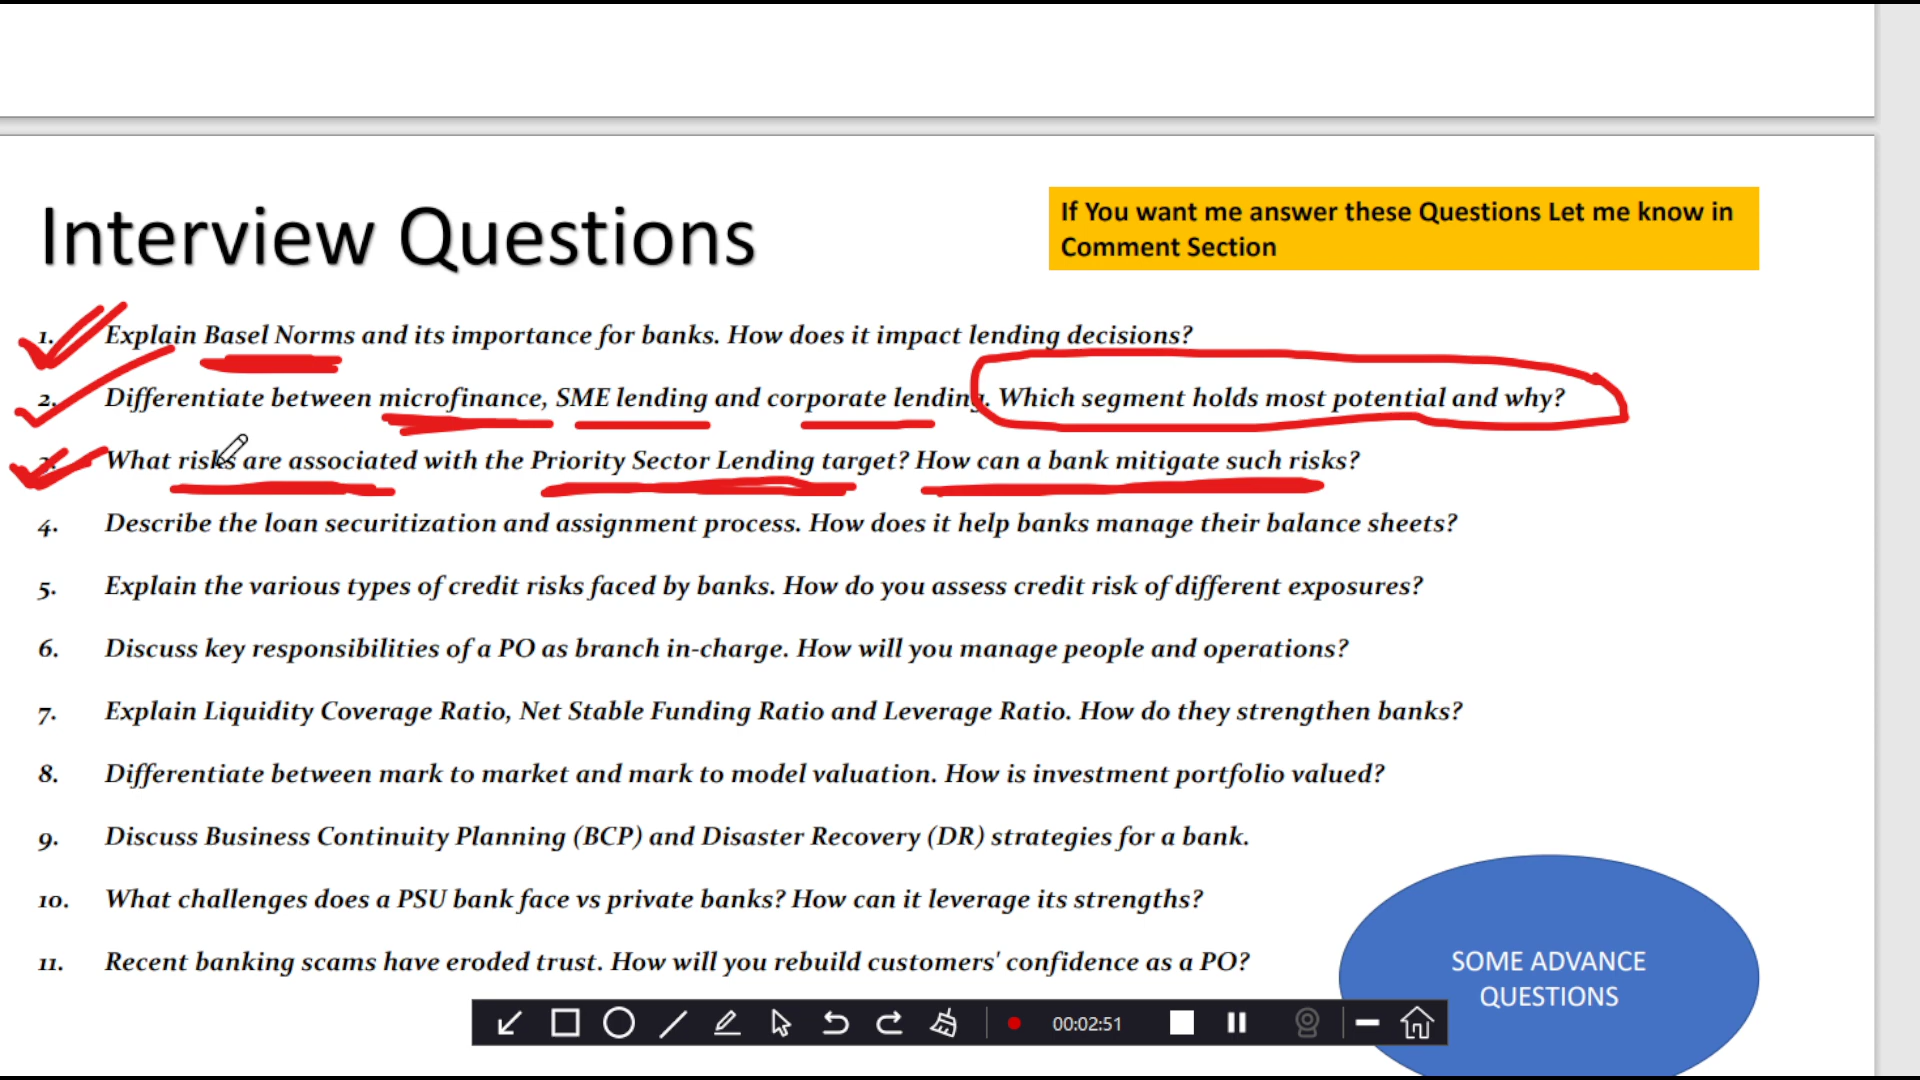 Interview Questions
If You want me answer these Questions Let me know in
Comment Section
1. Explain Basel Norms and its importance for banks. How does it impact lending decisions?
2. Differentiate between microfinance, SME lending and corporate lending. Which segment holds most potential and why?
3. What risks are associated with the Priority Sector Lending target? How can a bank mitigate such risks?
4. Describe the loan securitization and assignment process. How does it help banks manage their balance sheets?
5. Explain the various types of credit risks faced by banks. How do you assess credit risk of different exposures?
6. Discuss key responsibilities of a PO as branch in-charge. How will you manage people and operations?
7. Explain Liquidity Coverage Ratio, Net Stable Funding Ratio and Leverage Ratio. How do they strengthen banks?
8. Differentiate between mark to market and mark to model valuation. How is investment portfolio valued?
9. Discuss Business Continuity Planning (BCP) and Disaster Recovery (DR) strategies for a bank.
10. What challenges does a PSU bank face vs private banks? How can it leverage its strengths?
11. Recent banking scams have eroded trust. How will you rebuild customers' confidence as a PO?
SOME ADVANCE
QUESTIONS
00:02:51